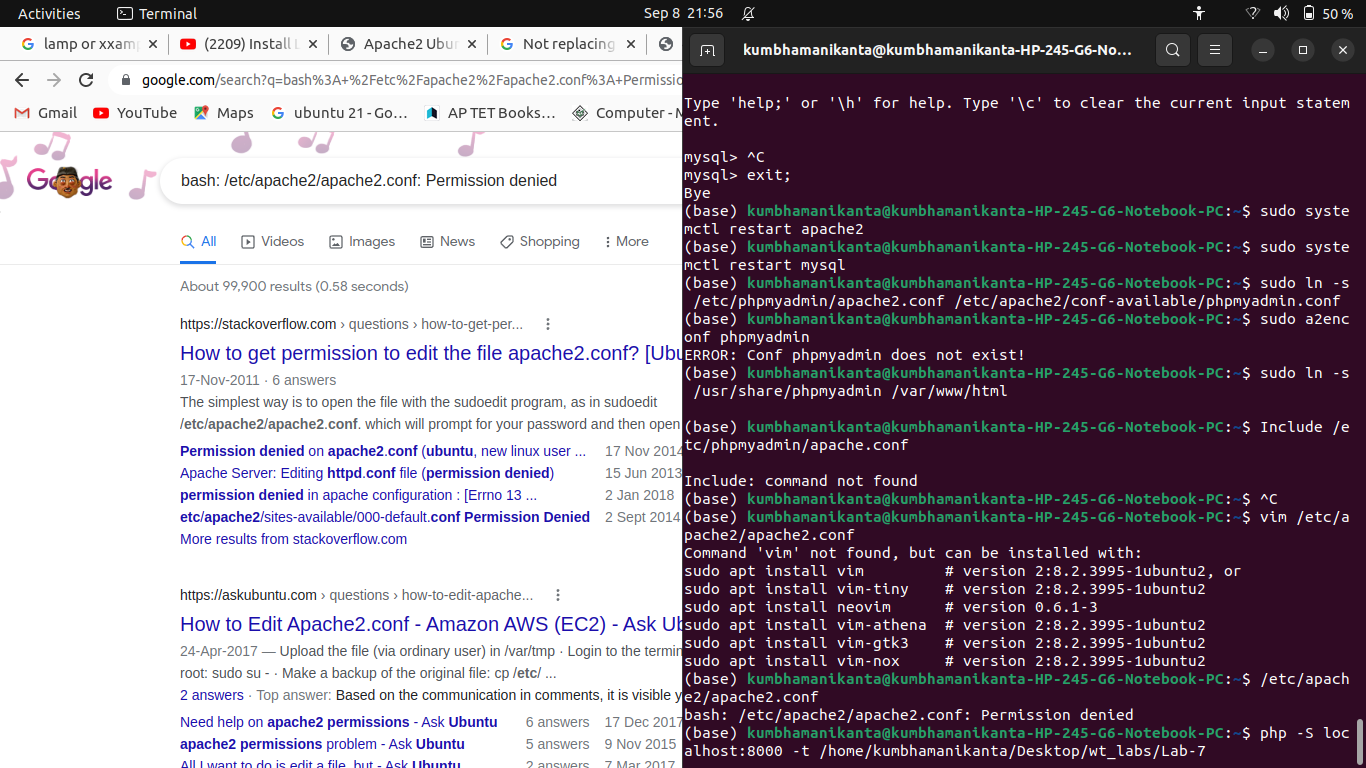 Activities
Terminal
Sep 8 21:56
50 %
lamp or xxam
(2209) Install L
Apache2 Ubun
Not replacing
google.com/search?q=bash%3A+%2Fetc%2Fapache2%2Fapache2.conf%3A+Permissio
Gmail
YouTube
Maps
ubuntu 21 - Go...
AP TET Books...
Computer - M
Google
bash: /etc/apache2/apache2.conf: Permission denied
All
Videos
Images
News
Shopping
More
About 99,900 results (0.58 seconds)
https://stackoverflow.com › questions › how-to-get-per...
How to get permission to edit the file apache2.conf? [Ubu
17-Nov-2011 · 6 answers
The simplest way is to open the file with the sudoedit program, as in sudoedit
/etc/apache2/apache2.conf. which will prompt for your password and then open
Permission denied on apache2.conf (ubuntu, new linux user ... 17 Nov 2014
Apache Server: Editing httpd.conf file (permission denied) 15 Jun 2013
permission denied in apache configuration : [Errno 13 ... 2 Jan 2018
etc/apache2/sites-available/000-default.conf Permission Denied 2 Sept 2014
More results from stackoverflow.com
https://askubuntu.com › questions › how-to-edit-apache...
How to Edit Apache2.conf - Amazon AWS (EC2) - Ask Ub
24-Apr-2017 — Upload the file (via ordinary user) in /var/tmp · Login to the termin
root: sudo su - · Make a backup of the original file: cp /etc/ ...
2 answers · Top answer: Based on the communication in comments, it is visible y
Need help on apache2 permissions - Ask Ubuntu 6 answers 17 Dec 2017
apache2 permissions problem - Ask Ubuntu 5 answers 9 Nov 2015
All I want to do is edit a file, but - Ask Ubuntu 2 answers 7 Mar 2017
kumbhamanikanta@kumbhamanikanta-HP-245-G6-No...
Type 'help;' or '\h' for help. Type '\c' to clear the current input statem
ent.
mysql> ^C
mysql> exit;
Bye
(base) kumbhamanikanta@kumbhamanikanta-HP-245-G6-Notebook-PC:~$ sudo syste
mctl restart apache2
(base) kumbhamanikanta@kumbhamanikanta-HP-245-G6-Notebook-PC:~$ sudo syste
mctl restart mysql
(base) kumbhamanikanta@kumbhamanikanta-HP-245-G6-Notebook-PC:~$ sudo ln -s
 /etc/phpmyadmin/apache2.conf /etc/apache2/conf-available/phpmyadmin.conf
(base) kumbhamanikanta@kumbhamanikanta-HP-245-G6-Notebook-PC:~$ sudo a2enc
onf phpmyadmin
ERROR: Conf phpmyadmin does not exist!
(base) kumbhamanikanta@kumbhamanikanta-HP-245-G6-Notebook-PC:~$ sudo ln -s
 /usr/share/phpmyadmin /var/www/html
(base) kumbhamanikanta@kumbhamanikanta-HP-245-G6-Notebook-PC:~$ Include /e
tc/phpmyadmin/apache.conf
Include: command not found
(base) kumbhamanikanta@kumbhamanikanta-HP-245-G6-Notebook-PC:~$ ^C
(base) kumbhamanikanta@kumbhamanikanta-HP-245-G6-Notebook-PC:~$ vim /etc/a
pache2/apache2.conf
Command 'vim' not found, but can be installed with:
sudo apt install vim         # version 2:8.2.3995-1ubuntu2, or
sudo apt install vim-tiny    # version 2:8.2.3995-1ubuntu2
sudo apt install neovim      # version 0.6.1-3
sudo apt install vim-athena  # version 2:8.2.3995-1ubuntu2
sudo apt install vim-gtk3    # version 2:8.2.3995-1ubuntu2
sudo apt install vim-nox     # version 2:8.2.3995-1ubuntu2
(base) kumbhamanikanta@kumbhamanikanta-HP-245-G6-Notebook-PC:~$ /etc/apach
e2/apache2.conf
bash: /etc/apache2/apache2.conf: Permission denied
(base) kumbhamanikanta@kumbhamanikanta-HP-245-G6-Notebook-PC:~$ php -S loc
alhost:8000 -t /home/kumbhamanikanta/Desktop/wt_labs/Lab-7